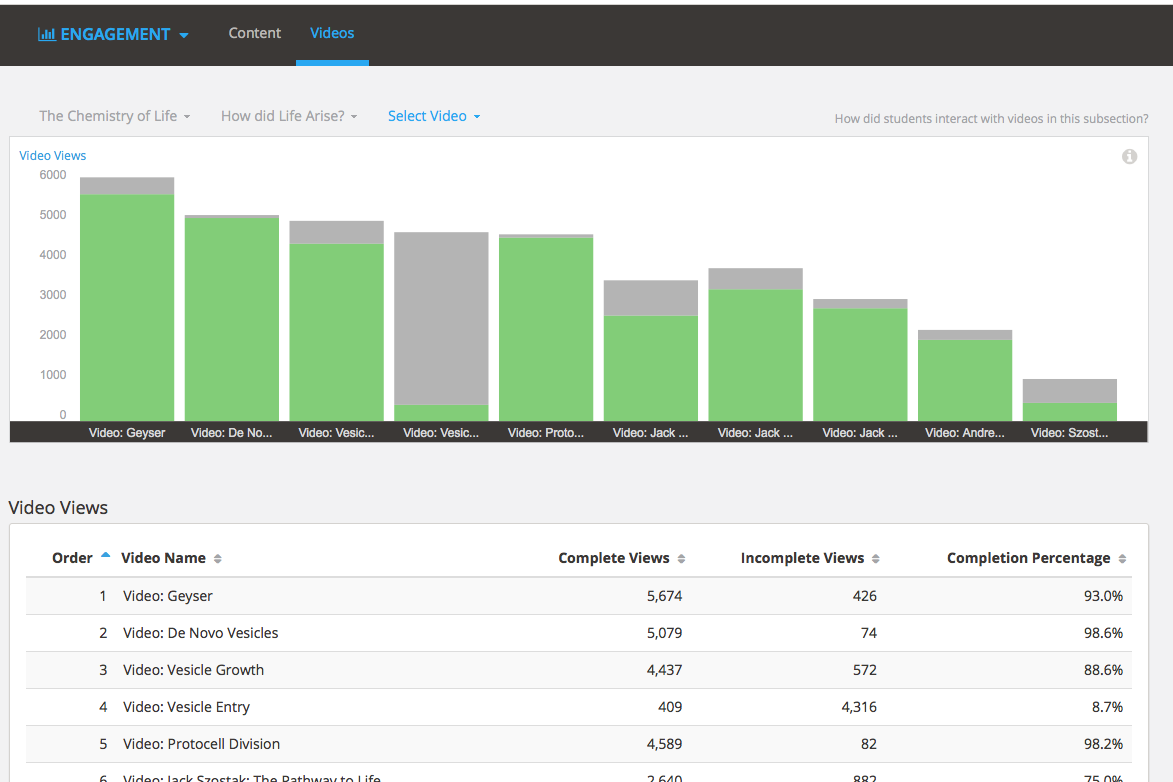 ENGAGEMENT Content Videos
The Chemistry of Life How did Life Arise? Select Video How did students interact with videos in this subsection?
Video Views
6000
5000
4000
3000
2000
1000
0
Video: Geyser Video: De No... Video: Vesic... Video: Vesic... Video: Proto... Video: Jack ... Video: Jack ... Video: Jack ... Video: Andre... Video: Szost...
Video Views
Order Video Name Complete Views Incomplete Views Completion Percentage
1 Video: Geyser 5,674 426 93.0%
2 Video: De Novo Vesicles 5,079 74 98.6%
3 Video: Vesicle Growth 4,437 572 88.6%
4 Video: Vesicle Entry 409 4,316 8.7%
5 Video: Protocell Division 4,589 82 98.2%
6 Video: Jack Szostak: The Pathway to Life 2,640 882 75.0%